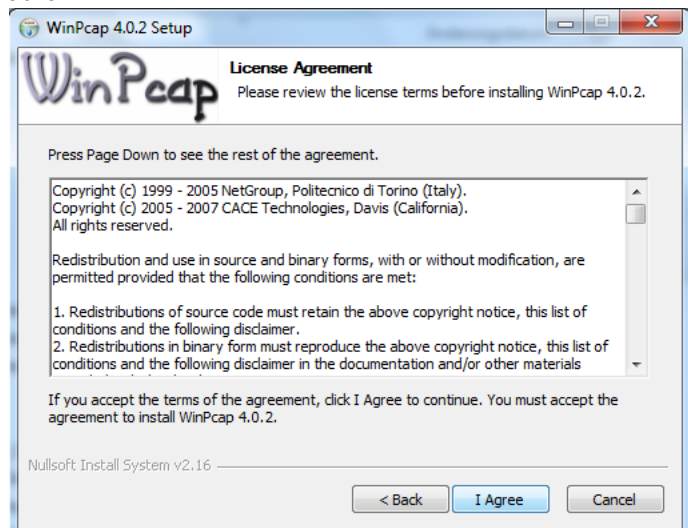 WinPcap 4.0.2 Setup
WinPcap
License Agreement
Please review the license terms before installing WinPcap 4.0.2.
Press Page Down to see the rest of the agreement.
Copyright (c) 1999 - 2005 NetGroup, Politecnico di Torino (Italy).
Copyright (c) 2005 - 2007 CACE Technologies, Davis (California).
All rights reserved.
Redistribution and use in source and binary forms, with or without modification, are
permitted provided that the following conditions are met:
1. Redistributions of source code must retain the above copyright notice, this list of
conditions and the following disclaimer.
2. Redistributions in binary form must reproduce the above copyright notice, this list of
conditions and the following disclaimer in the documentation and/or other materials
If you accept the terms of the agreement, click I Agree to continue. You must accept the
agreement to install WinPcap 4.0.2.
Nullsoft Install System v2.16
< Back
I Agree
Cancel